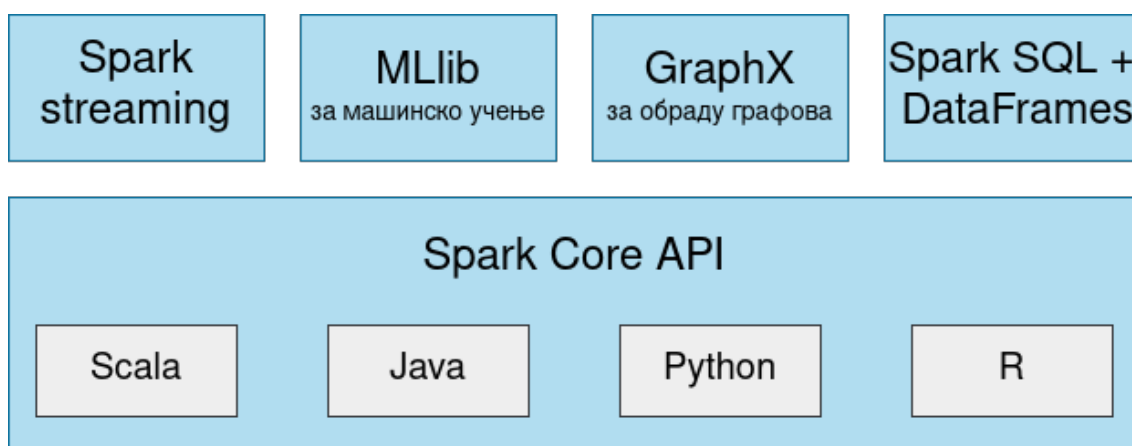 Spark
streaming
MLlib
за машинско учење
GraphX
за обраду графова
Spark SQL +
DataFrames
Spark Core API
Scala
Java
Python
R